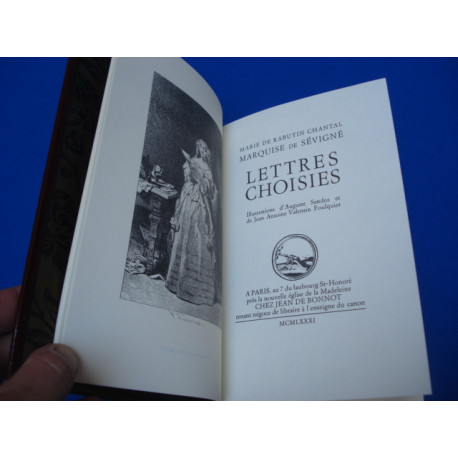 MARIE DE RABUTIN CHANTAL
MARQUISE DE SÉVIGNÉ
LETTRES
CHOISIES
Illustrations d'August Sandoz et
de Jean Antoine Valentin Foulquier
A PARIS, au 7 du faubourg St-Honoré
près la nouvelle église de la Madeleine
CHEZ JEAN DE BONNOT
tenant négoce de libraire à l'enseigne du canon
MCMLXXXI